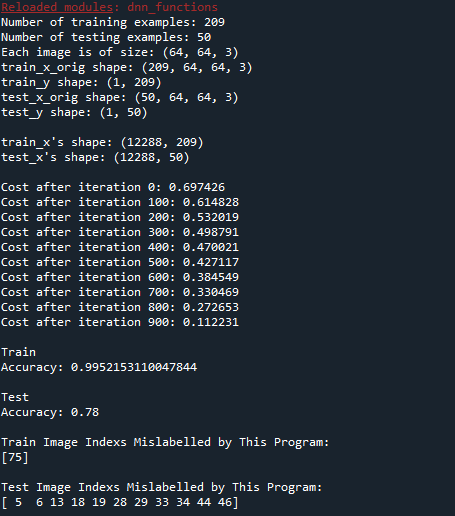 Reloaded modules: dnn_functions
Number of training examples: 209
Number of testing examples: 50
Each image is of size: (64, 64, 3)
train_x_orig shape: (209, 64, 64, 3)
train_y shape: (1, 209)
test_x_orig shape: (50, 64, 64, 3)
test_y shape: (1, 50)
train_x's shape: (12288, 209)
test_x's shape: (12288, 50)
Cost after iteration 0: 0.697426
Cost after iteration 100: 0.614828
Cost after iteration 200: 0.532019
Cost after iteration 300: 0.498791
Cost after iteration 400: 0.470021
Cost after iteration 500: 0.427117
Cost after iteration 600: 0.384549
Cost after iteration 700: 0.330469
Cost after iteration 800: 0.272653
Cost after iteration 900: 0.112231
Train
Accuracy: 0.9952153110047844
Test
Accuracy: 0.78
Train Image Indexs Mislabelled by This Program:
[75]
Test Image Indexs Mislabelled by This Program:
[ 5  6 13 18 19 28 29 33 34 44 46]